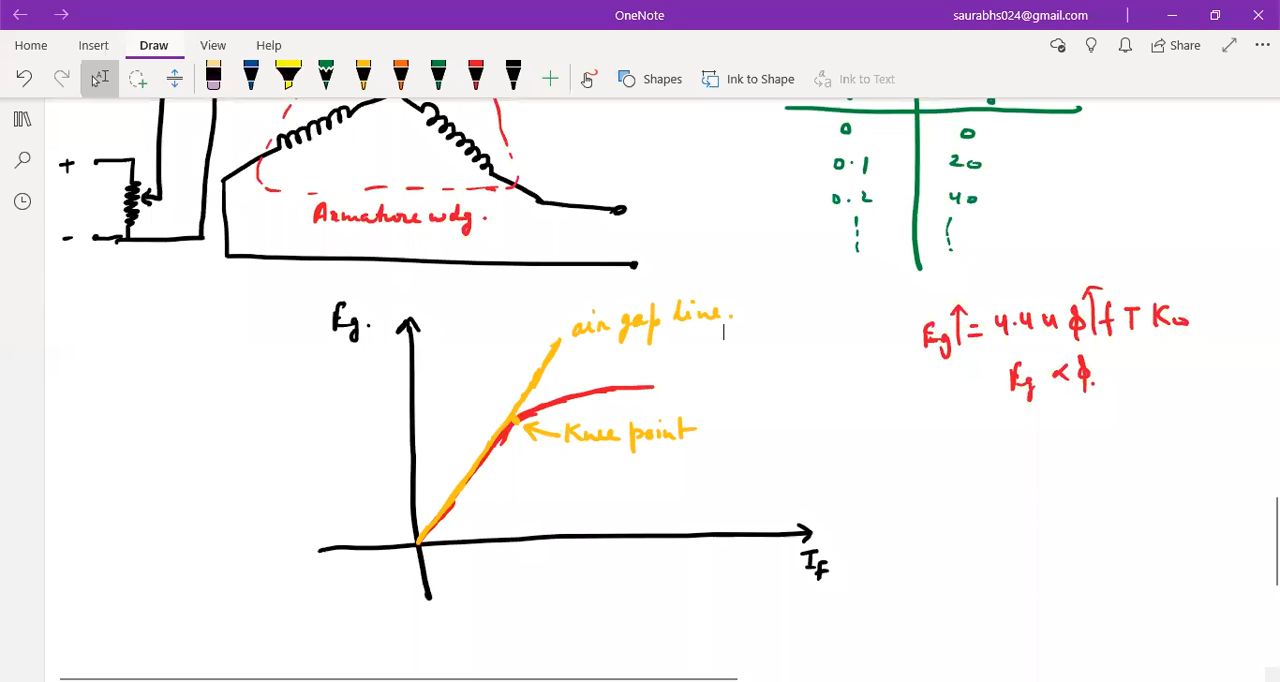 OneNote
saurabhs024@gmail.com
Home Insert Draw View Help
Share
Shapes
Ink to Shape
Ink to Text
0 0
0.1 20
0.2 40
+
-
Armature wdg.
Eg.
air gap line.
Knee point
If
Eg↑ = 4.44 φ↑ f T Kω
Eg ∝ φ.